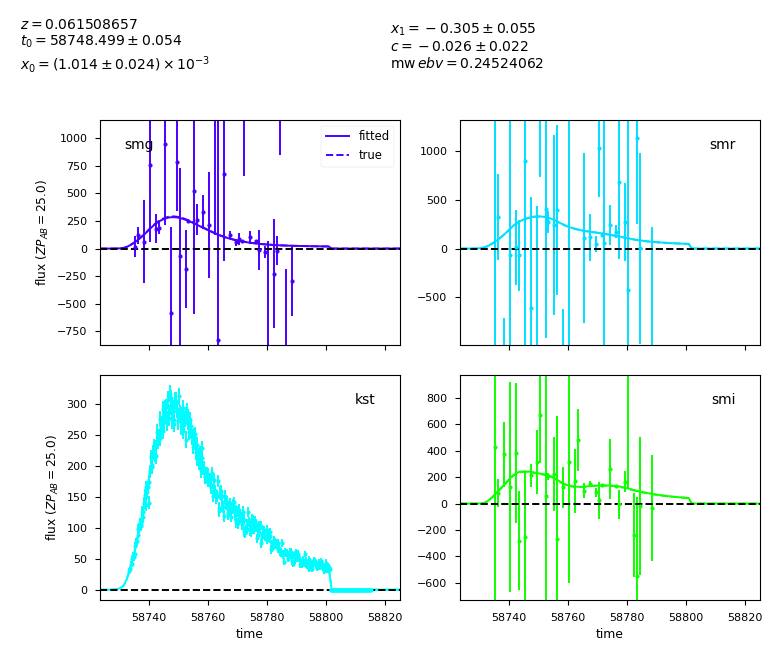 z = 0.061508657
t₀ = 58748.499 ± 0.054
x₀ = (1.014 ± 0.024) × 10⁻³
x₁ = −0.305 ± 0.055
c = −0.026 ± 0.022
mw ebv = 0.24524062
smg
fitted
true
1000
750
500
250
0
−250
−500
−750
flux (ZP_AB = 25.0)
smr
1000
500
0
−500
kst
300
250
200
150
100
50
0
flux (ZP_AB = 25.0)
58740 58760 58780 58800 58820
time
smi
800
600
400
200
0
−200
−400
−600
58740 58760 58780 58800 58820
time